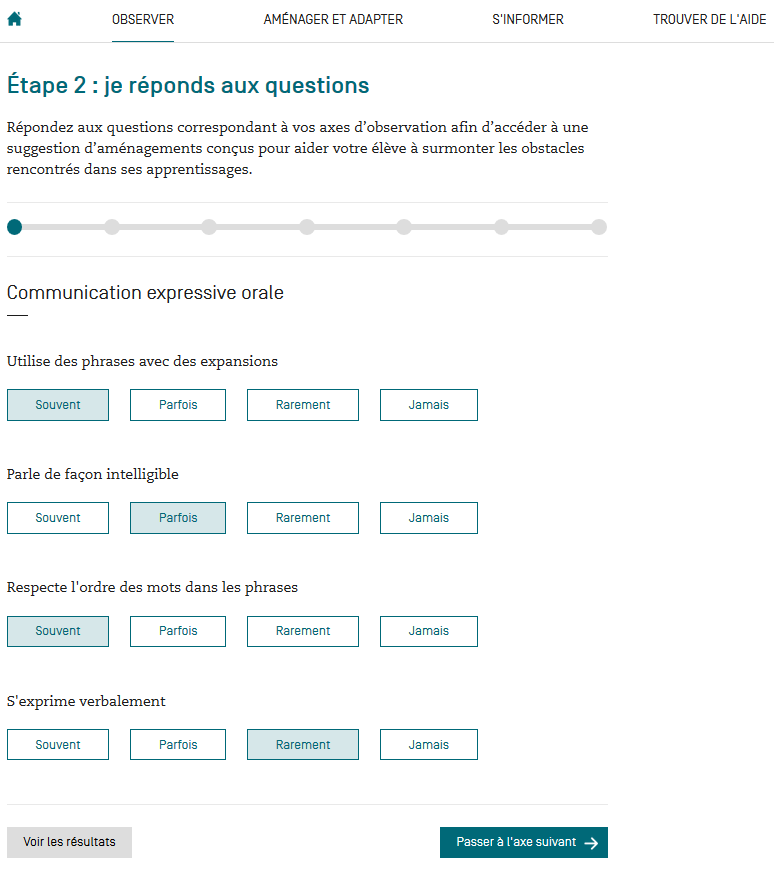 OBSERVER AMÉNAGER ET ADAPTER S'INFORMER TROUVER DE L'AIDE
Étape 2 : je réponds aux questions
Répondez aux questions correspondant à vos axes d’observation afin d’accéder à une
suggestion d’aménagements conçus pour aider votre élève à surmonter les obstacles
rencontrés dans ses apprentissages.
Communication expressive orale
Utilise des phrases avec des expansions
Souvent Parfois Rarement Jamais
Parle de façon intelligible
Souvent Parfois Rarement Jamais
Respecte l'ordre des mots dans les phrases
Souvent Parfois Rarement Jamais
S'exprime verbalement
Souvent Parfois Rarement Jamais
Voir les résultats Passer à l'axe suivant